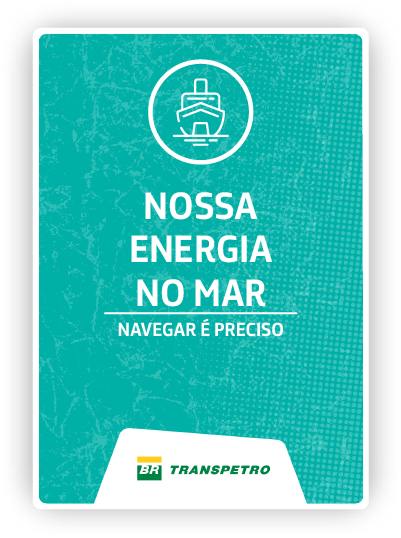 NOSSA
ENERGIA
NO MAR
NAVEGAR É PRECISO
BR TRANSPETRO